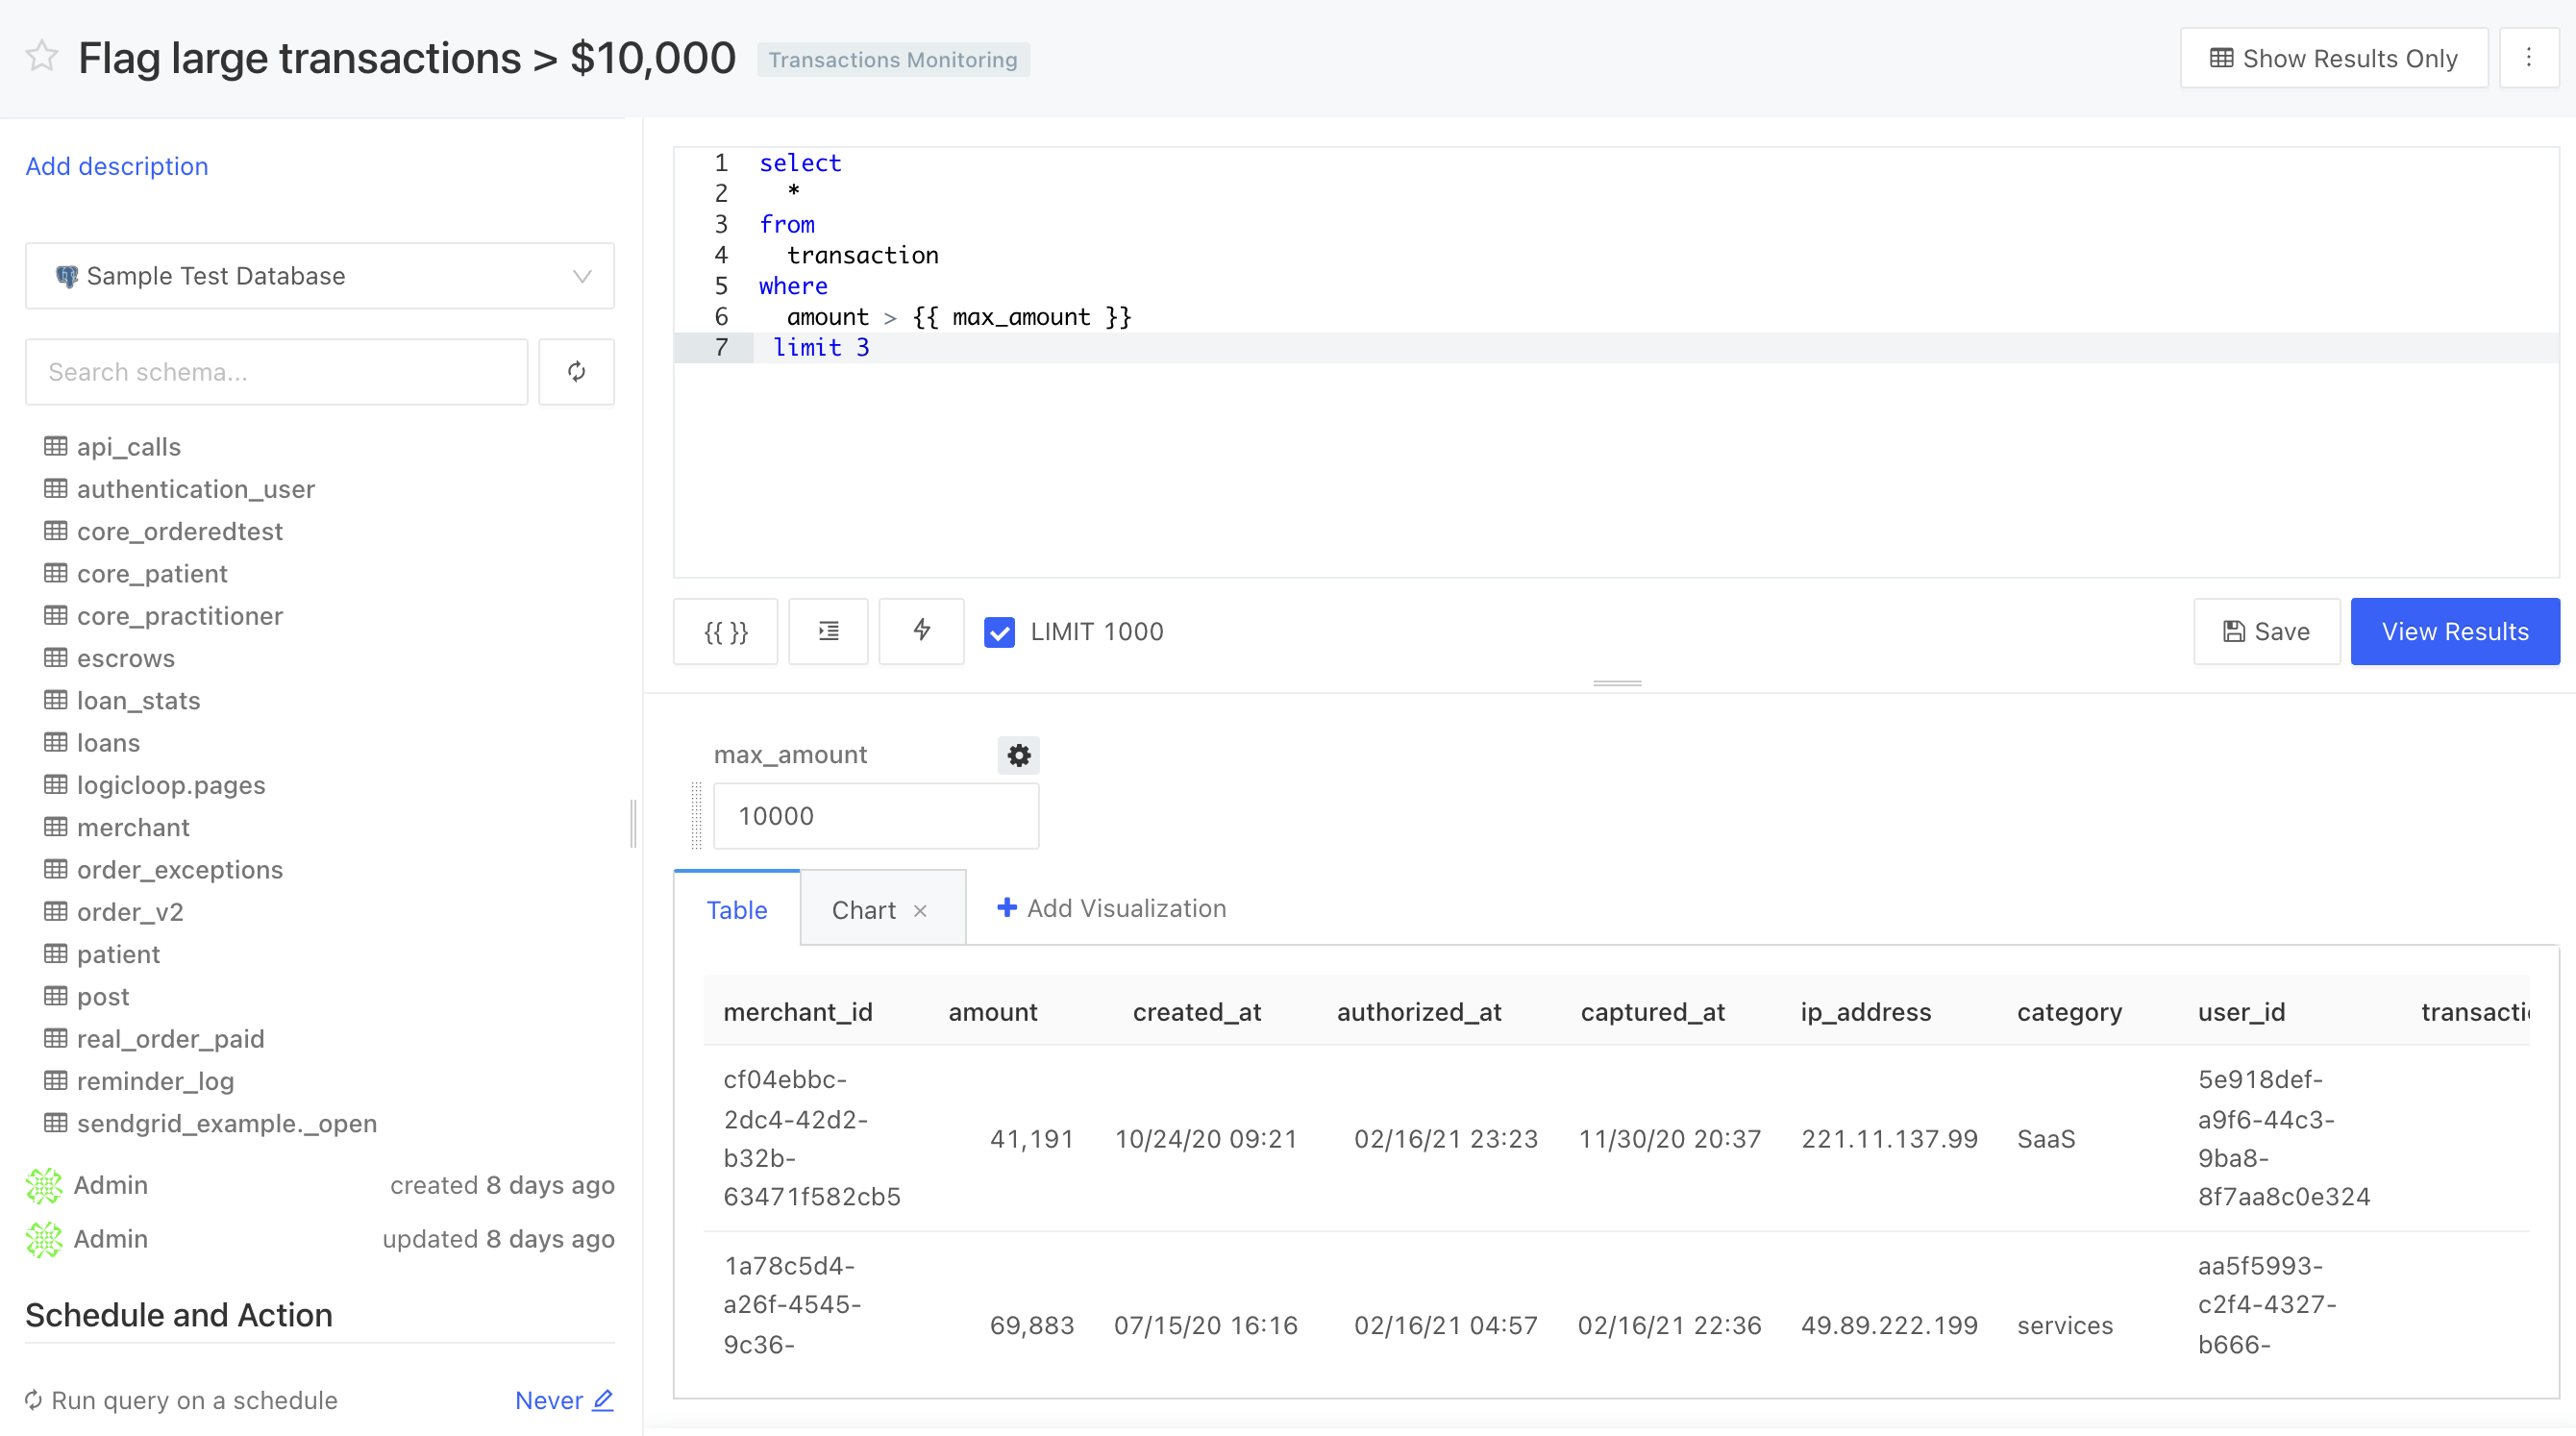 Flag large transactions > $10,000 Transactions Monitoring
Show Results Only
Add description
Sample Test Database
Search schema...
api_calls
authentication_user
core_orderedtest
core_patient
core_practitioner
escrows
loan_stats
loans
logicloop.pages
merchant
order_exceptions
order_v2
patient
post
real_order_paid
reminder_log
sendgrid_example._open
Admin created 8 days ago
Admin updated 8 days ago
Schedule and Action
Run query on a schedule Never
1 select
2 *
3 from
4 transaction
5 where
6 amount > {{ max_amount }}
7 limit 3
{{ }} LIMIT 1000 Save View Results
max_amount
10000
Table Chart × Add Visualization
merchant_id amount created_at authorized_at captured_at ip_address category user_id
cf04ebbc- 5e918def-
2dc4-42d2- a9f6-44c3-
41,191 10/24/20 09:21 02/16/21 23:23 11/30/20 20:37 221.11.137.99 SaaS
b32b- 9ba8-
63471f582cb5 8f7aa8c0e324
1a78c5d4- aa5f5993-
a26f-4545- c2f4-4327-
69,883 07/15/20 16:16 02/16/21 04:57 02/16/21 22:36 49.89.222.199 services
9c36- b666-